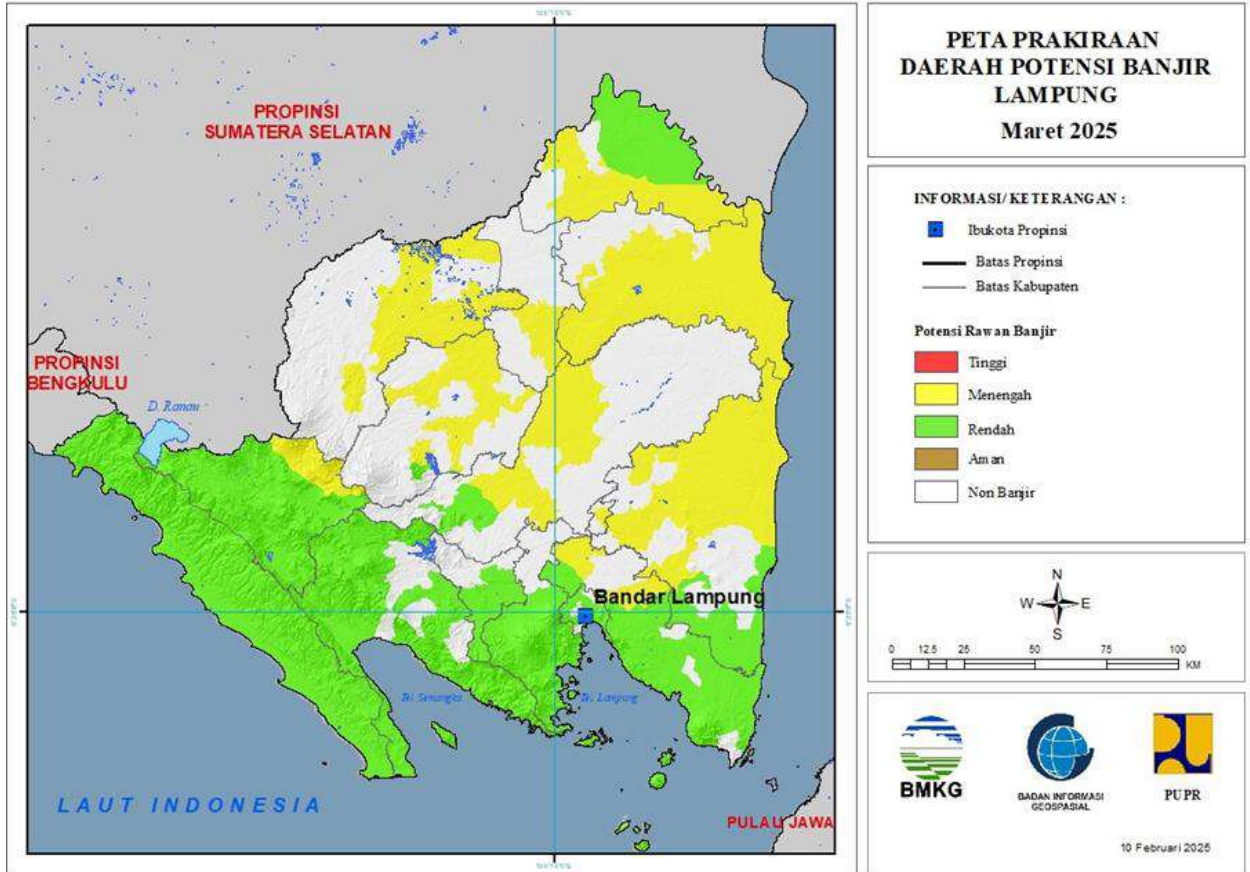 PETA PRAKIRAAN
DAERAH POTENSI BANJIR
LAMPUNG
Maret 2025
PROPINSI
SUMATERA SELATAN
PROPINSI
BENGKULU
D. Ranau
Bandar Lampung
Tel. Semangka
Tel. Lampung
LAUT INDONESIA
PULAU JAWA
INFORMASI/ KETERANGAN :
Ibukota Propinsi
Batas Propinsi
Batas Kabupaten
Potensi Rawan Banjir
Tinggi
Menengah
Rendah
Aman
Non Banjir
N
W E
S
0 12.5 25 50 75 100
KM
BMKG
BADAN INFORMASI
GEOSPASIAL
PUPR
10 Februari 2025